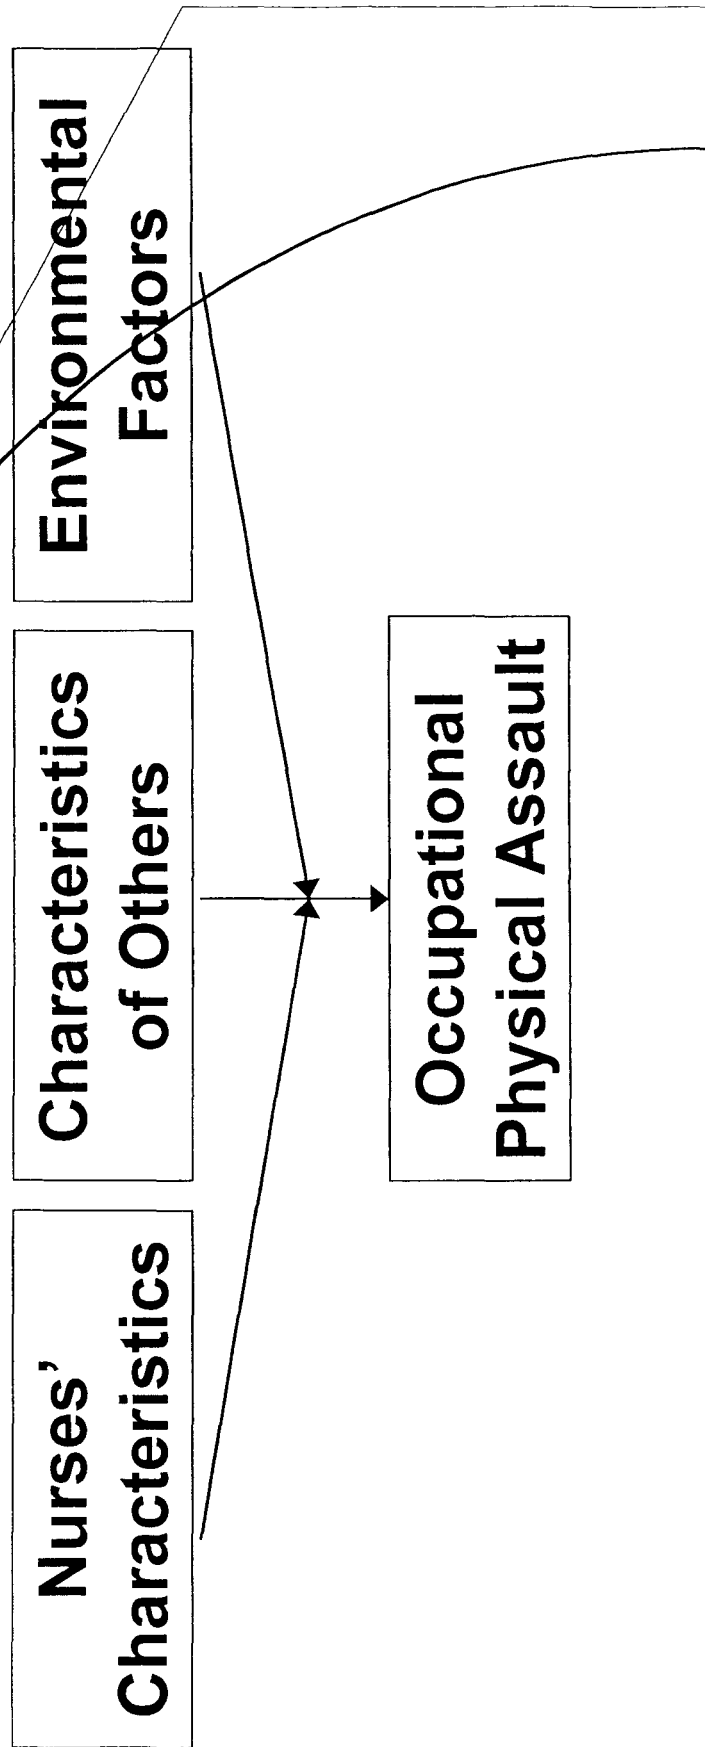 Nurses’
Characteristics
Characteristics
of Others
Environmental
Factors
Occupational
Physical Assault